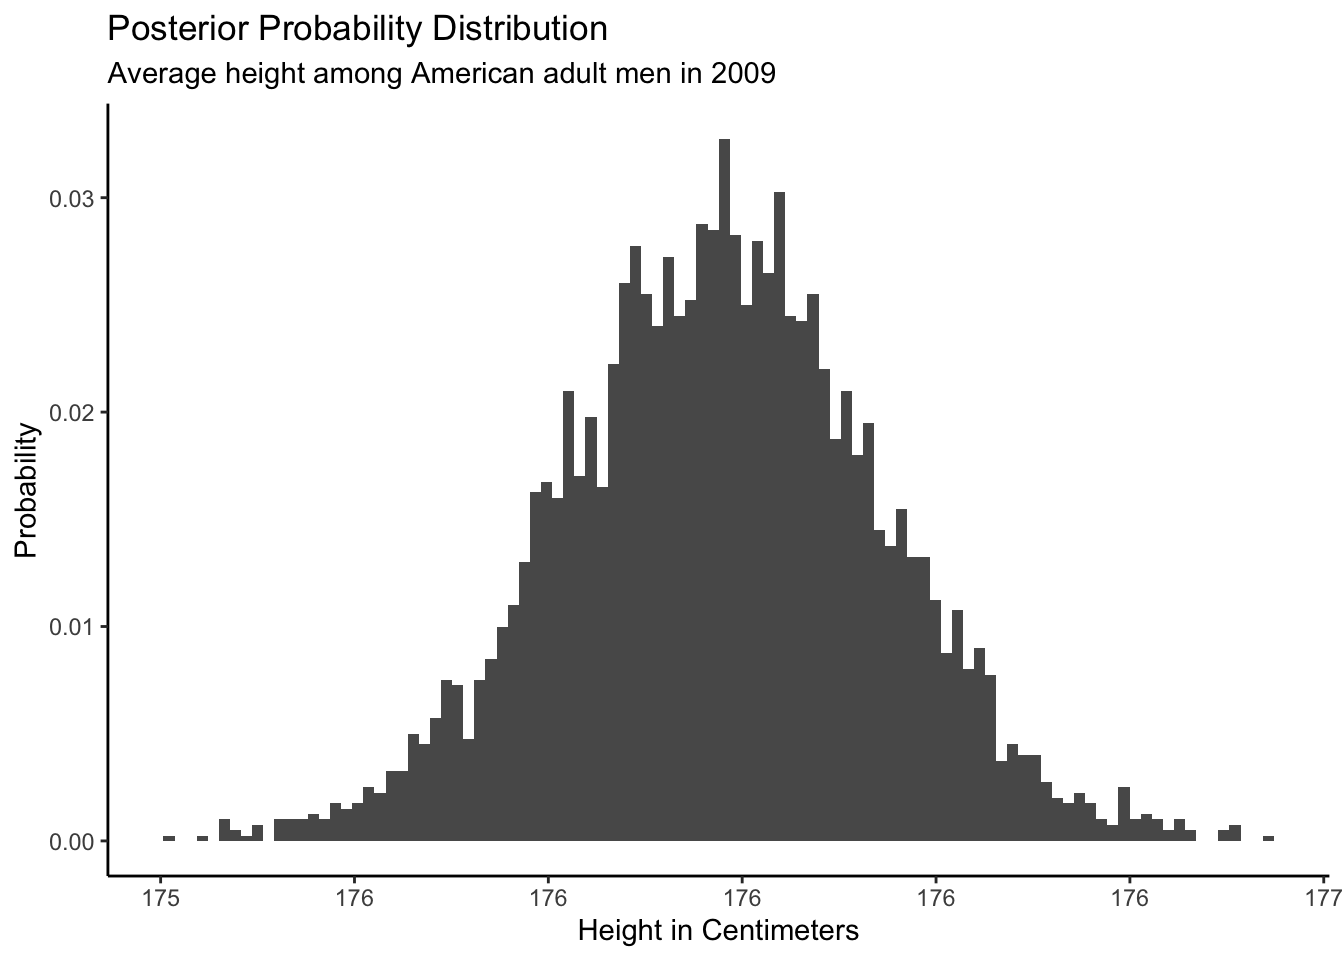 Posterior Probability Distribution
Average height among American adult men in 2009
Probability
0.03
0.02
0.01
0.00
175 176 176 176 176 176 177
Height in Centimeters